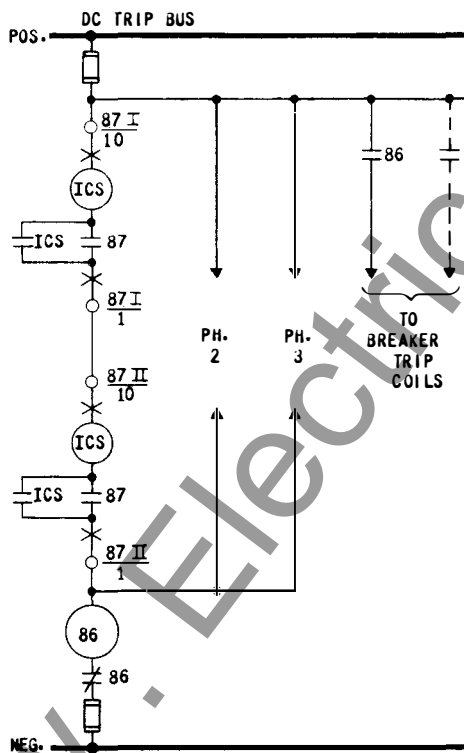 DC TRIP BUS
POS.
87 I
10
86
ICS
ICS
87
87 I
1
PH.
2
PH.
3
TO
BREAKER
TRIP
COILS
87 II
10
ICS
ICS
87
87 II
1
86
86
NEG.
. Electric